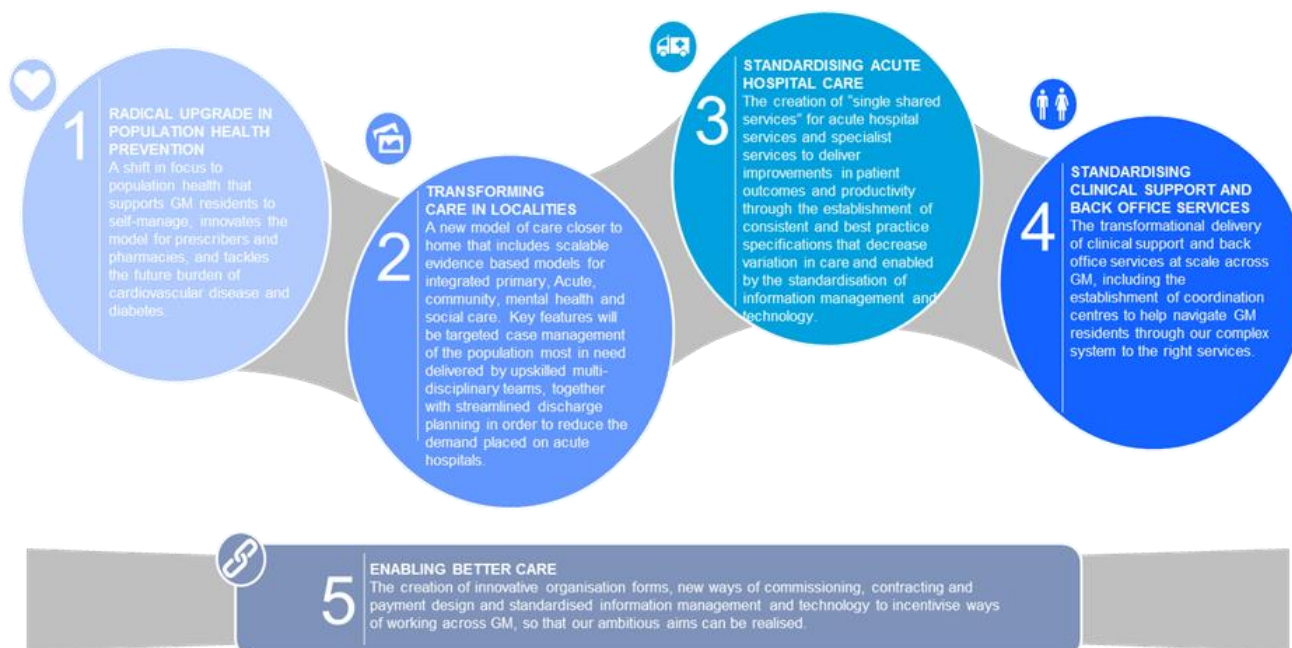 1
RADICAL UPGRADE IN
POPULATION HEALTH
PREVENTION
A shift in focus to
population health that
supports GM residents to
self-manage, innovates the
model for prescribers and
pharmacies, and tackles
the future burden of
cardiovascular disease and
diabetes.
2
TRANSFORMING
CARE IN LOCALITIES
A new model of care closer to
home that includes scalable
evidence based models for
integrated primary, Acute,
community, mental health and
social care. Key features will
be targeted case management
of the population most in need
delivered by upskilled multi-
disciplinary teams, together
with streamlined discharge
planning in order to reduce the
demand placed on acute
hospitals.
3
STANDARDISING ACUTE
HOSPITAL CARE
The creation of "single shared
services" for acute hospital
services and specialist
services to deliver
improvements in patient
outcomes and productivity
through the establishment of
consistent and best practice
specifications that decrease
variation in care and enabled
by the standardisation of
information management and
technology.
4
STANDARDISING
CLINICAL SUPPORT AND
BACK OFFICE SERVICES
The transformational delivery
of clinical support and back
office services at scale across
GM, including the
establishment of coordination
centres to help navigate GM
residents through our complex
system to the right services.
5
ENABLING BETTER CARE
The creation of innovative organisation forms, new ways of commissioning, contracting and
payment design and standardised information management and technology to incentivise ways
of working across GM, so that our ambitious aims can be realised.